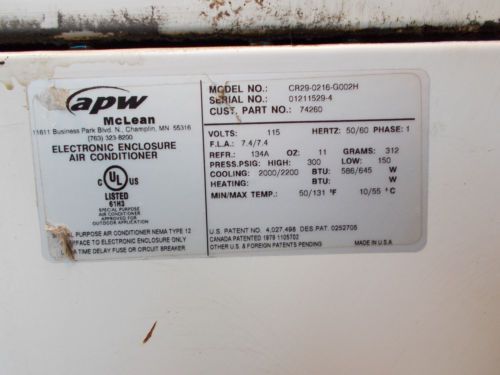 apw
McLean
11611 Business Park Blvd. N., Champlin, MN 55316
(763) 323-8200
ELECTRONIC ENCLOSURE
AIR CONDITIONER
UL
LISTED
61H3
SPECIAL PURPOSE
AIR CONDITIONER
APPROVED FOR
OUTDOOR APPLICATION
AL PURPOSE AIR CONDITIONER NEMA TYPE 12
FACE TO ELECTRONIC ENCLOSURE ONLY
TIME DELAY FUSE OR CIRCUIT BREAKER
MODEL NO.: CR29-0216-G002H
SERIAL NO.: 01211529-4
CUST. PART NO.: 74260
VOLTS: 115 HERTZ: 50/60 PHASE: 1
F.L.A.: 7.4/7.4
REFR.: 134A OZ: 11 GRAMS: 312
PRESS.PSIG: HIGH: 300 LOW: 150
COOLING: 2000/2200 BTU: 586/645 W
HEATING: BTU: W
MIN/MAX TEMP.: 50/131 °F 10/55 °C
U.S. PATENT NO. 4,027,498 DES.PAT. 0252706
CANADA PATENTED 1979 1105702
OTHER U.S. & FOREIGN PATENTS PENDING MADE IN U.S.A.